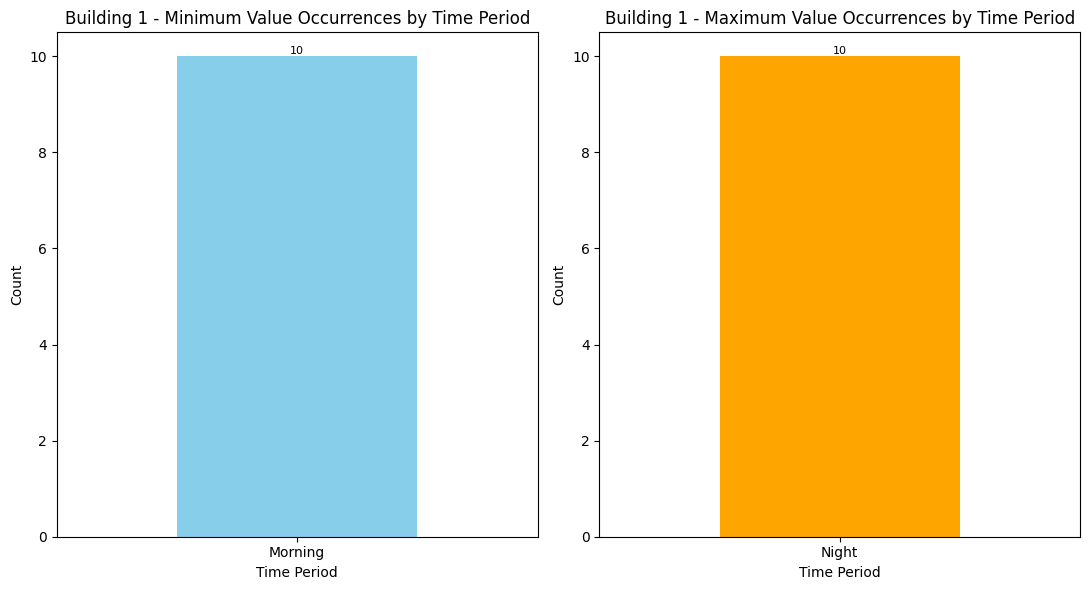 Building 1 - Minimum Value Occurrences by Time Period
10
10
8
6
4
2
0
Count
Morning
Time Period
Building 1 - Maximum Value Occurrences by Time Period
10
10
8
6
4
2
0
Count
Night
Time Period